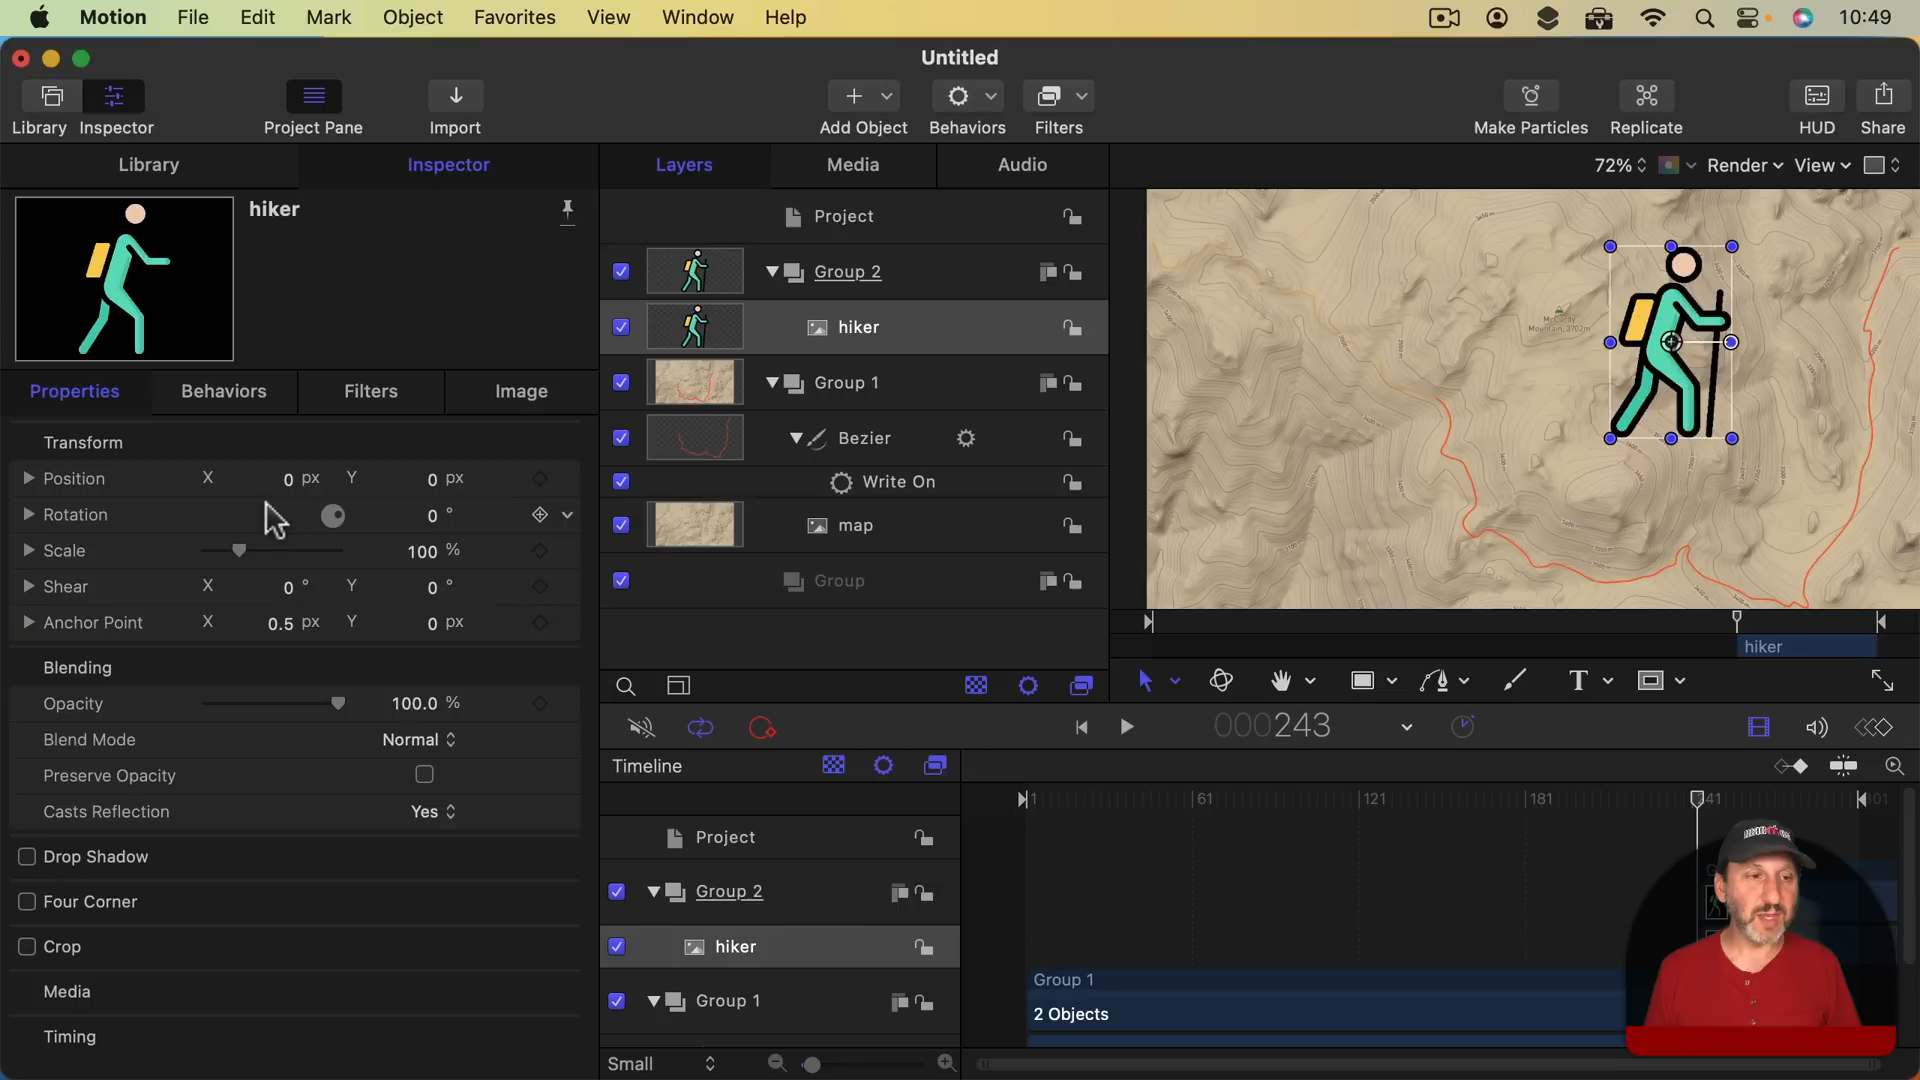 Motion File Edit Mark Object Favorites View Window Help 10:49
Untitled
Library Inspector Project Pane Import Add Object Behaviors Filters Make Particles Replicate HUD Share
Library Inspector Layers Media Audio 72% Render View
hiker
Project
Group 2
hiker
Group 1
Bezier
Write On
map
Group
Properties Behaviors Filters Image
Transform
Position X 0 px Y 0 px
Rotation 0 °
Scale 100 %
Shear X 0 ° Y 0 °
Anchor Point X 0.5 px Y 0 px
Blending
Opacity 100.0 %
Blend Mode Normal
Preserve Opacity
Casts Reflection Yes
Drop Shadow
Four Corner
Crop
Media
Timing
hiker
T
000243
Timeline
1 61 121 181 241
Project
Group 2
hiker
Group 1
Group 1
2 Objects
Small